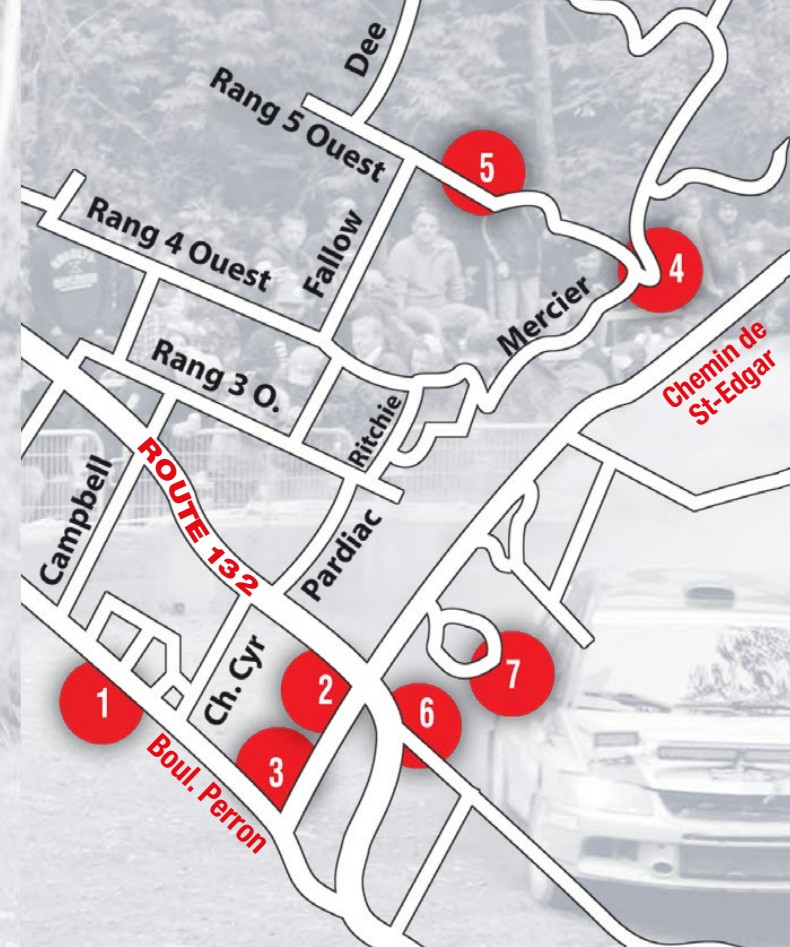 Dee
Rang 5 Ouest
5
Rang 4 Ouest
Fallow
4
Mercier
Chemin de
St-Edgar
Rang 3 O.
Ritchie
ROUTE 132
Campbell
Pardiac
Ch. Cyr
1
2
7
6
3
Boul. Perron